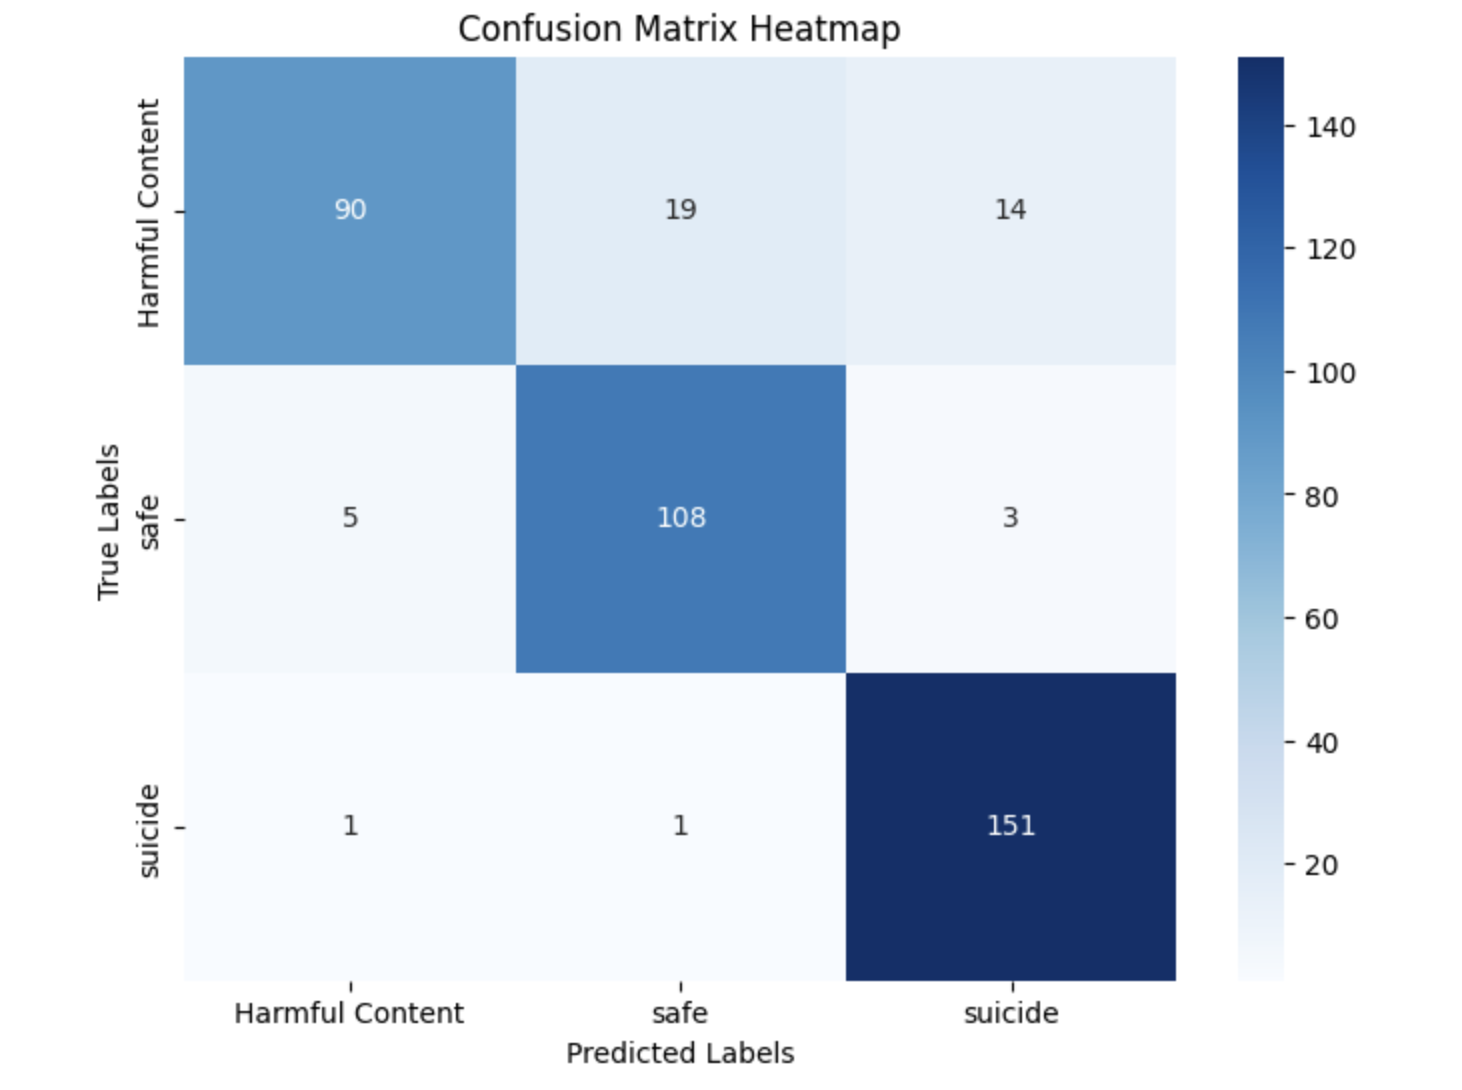 Confusion Matrix Heatmap
True Labels
Harmful Content
safe
suicide
90 19 14
5 108 3
1 1 151
Harmful Content safe suicide
Predicted Labels
140
120
100
80
60
40
20